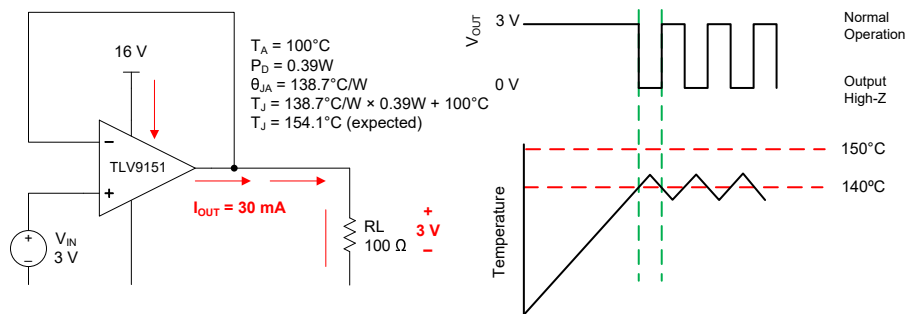 16 V
T_A = 100°C
P_D = 0.39W
θ_JA = 138.7°C/W
T_J = 138.7°C/W × 0.39W + 100°C
T_J = 154.1°C (expected)
−
TLV9151
+
I_OUT = 30 mA
+
3 V
−
RL
100 Ω
+
−
V_IN
3 V
V_OUT
3 V
0 V
Normal
Operation
Output
High-Z
Temperature
150°C
140ºC